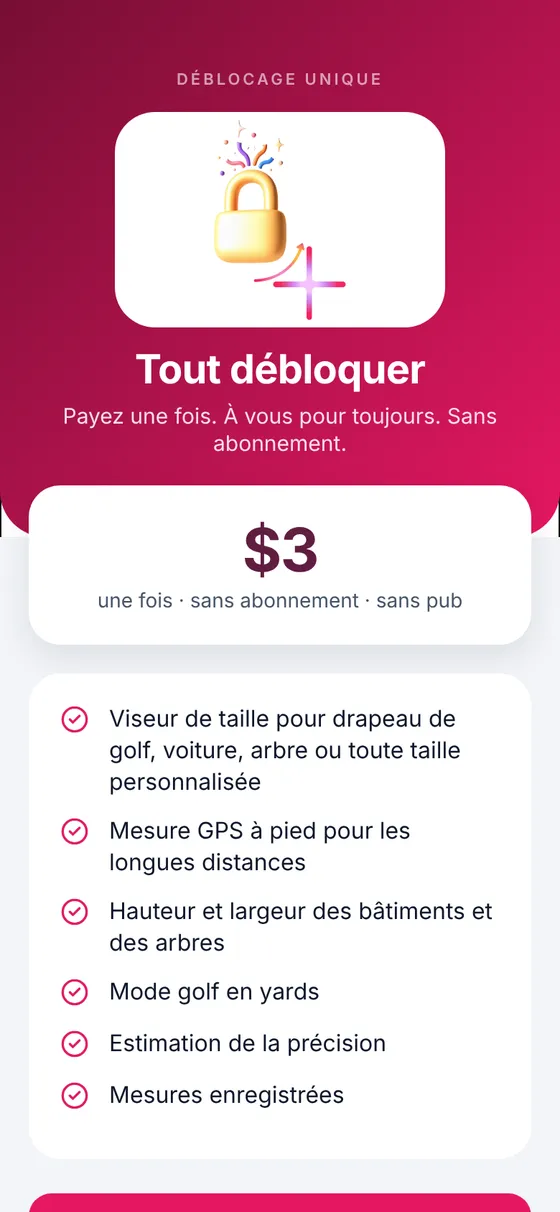 DÉBLOCAGE UNIQUE
Tout débloquer
Payez une fois. À vous pour toujours. Sans
abonnement.
$3
une fois · sans abonnement · sans pub
Viseur de taille pour drapeau de
golf, voiture, arbre ou toute taille
personnalisée
Mesure GPS à pied pour les
longues distances
Hauteur et largeur des bâtiments et
des arbres
Mode golf en yards
Estimation de la précision
Mesures enregistrées